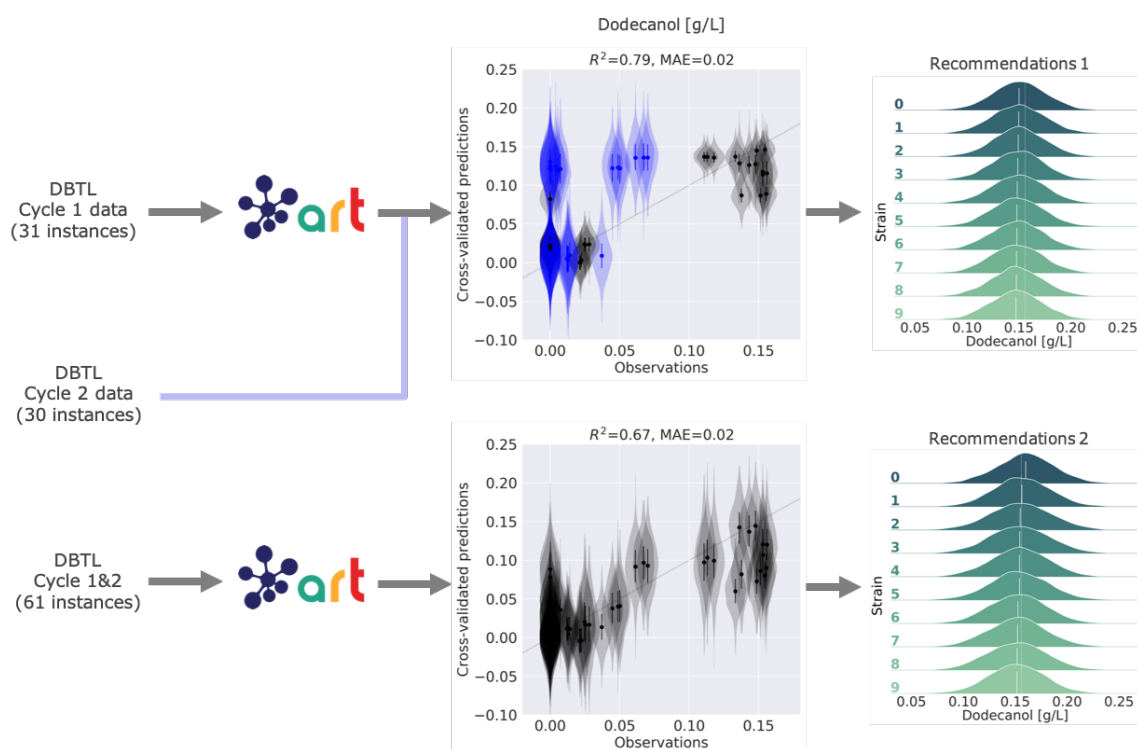 Dodecanol [g/L]
DBTL
Cycle 1 data
(31 instances)
art
DBTL
Cycle 2 data
(30 instances)
R²=0.79, MAE=0.02
Cross-validated predictions
0.25
0.20
0.15
0.10
0.05
0.00
−0.05
−0.10
0.00
0.05
0.10
0.15
Observations
Recommendations 1
Strain
0
1
2
3
4
5
6
7
8
9
0.05
0.10
0.15
0.20
0.25
Dodecanol [g/L]
DBTL
Cycle 1&2
(61 instances)
art
R²=0.67, MAE=0.02
Cross-validated predictions
0.25
0.20
0.15
0.10
0.05
0.00
−0.05
−0.10
0.00
0.05
0.10
0.15
Observations
Recommendations 2
Strain
0
1
2
3
4
5
6
7
8
9
0.05
0.10
0.15
0.20
0.25
Dodecanol [g/L]